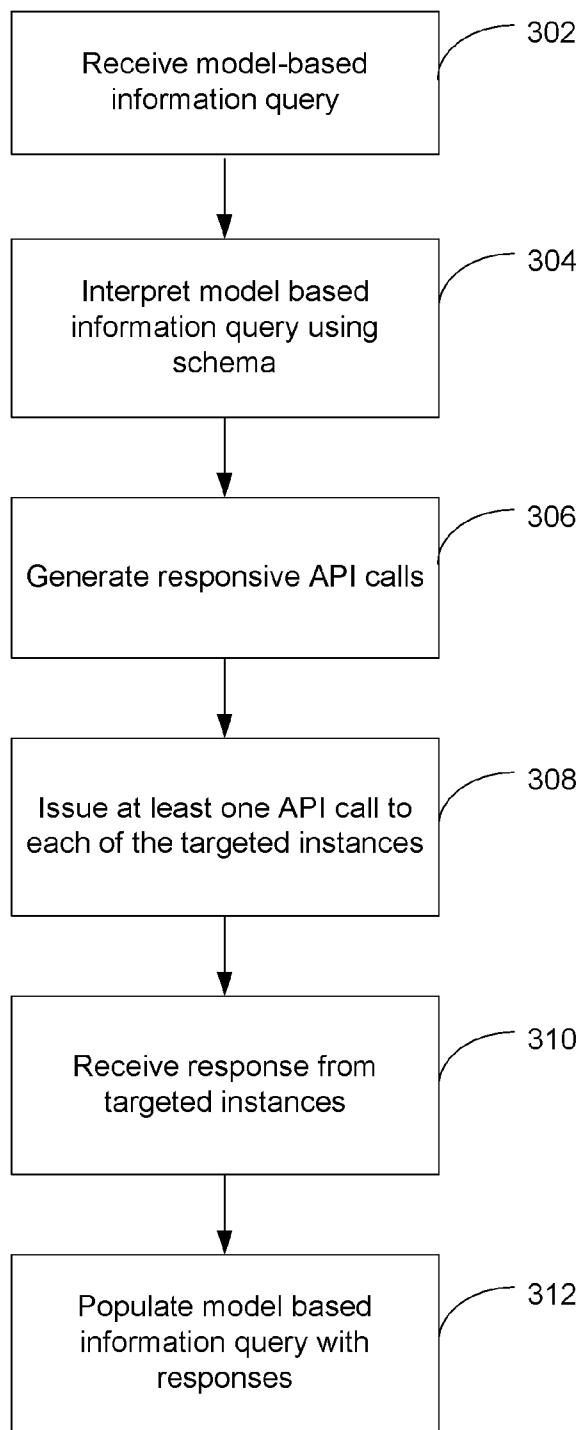 302
Receive model-based
information query
304
Interpret model based
information query using
schema
306
Generate responsive API calls
308
Issue at least one API call to
each of the targeted instances
310
Receive response from
targeted instances
312
Populate model based
information query with
responses